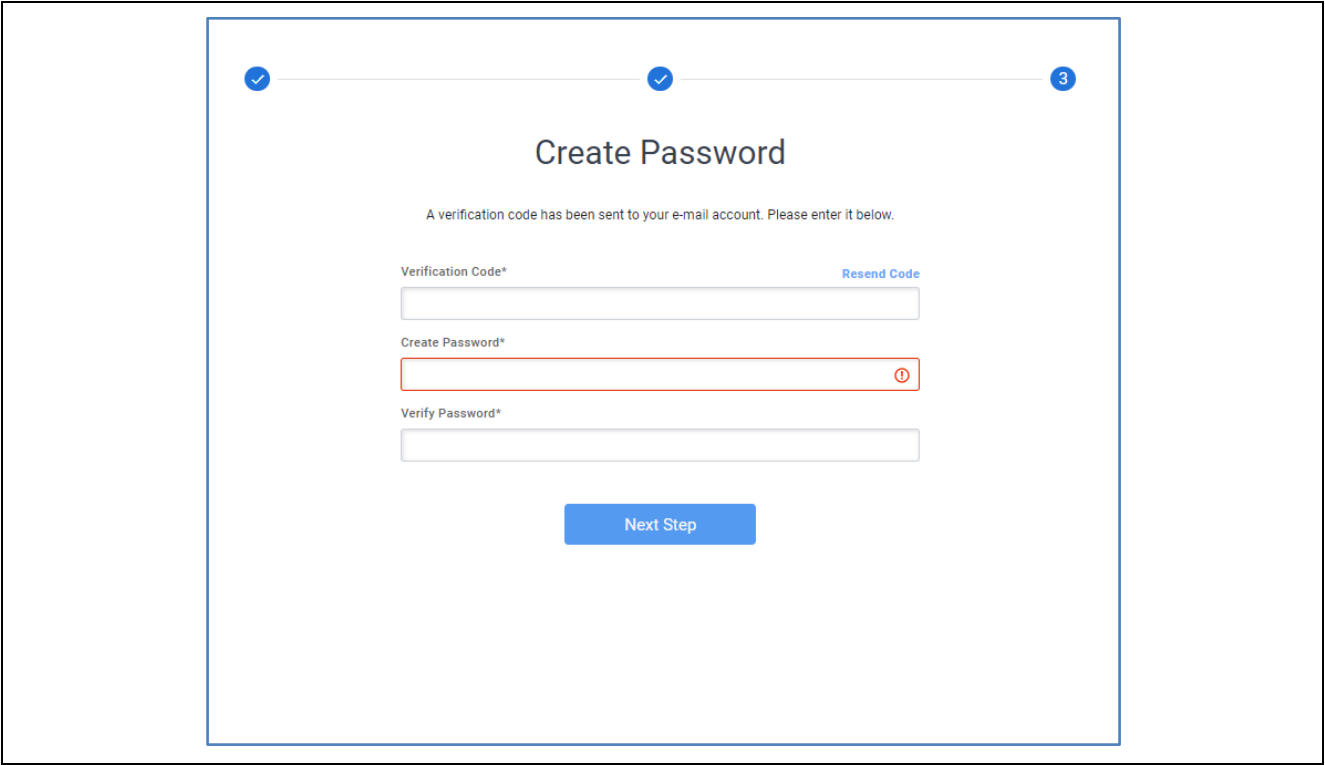 3
Create Password
A verification code has been sent to your e-mail account. Please enter it below.
Verification Code*
Resend Code
Create Password*
Verify Password*
Next Step